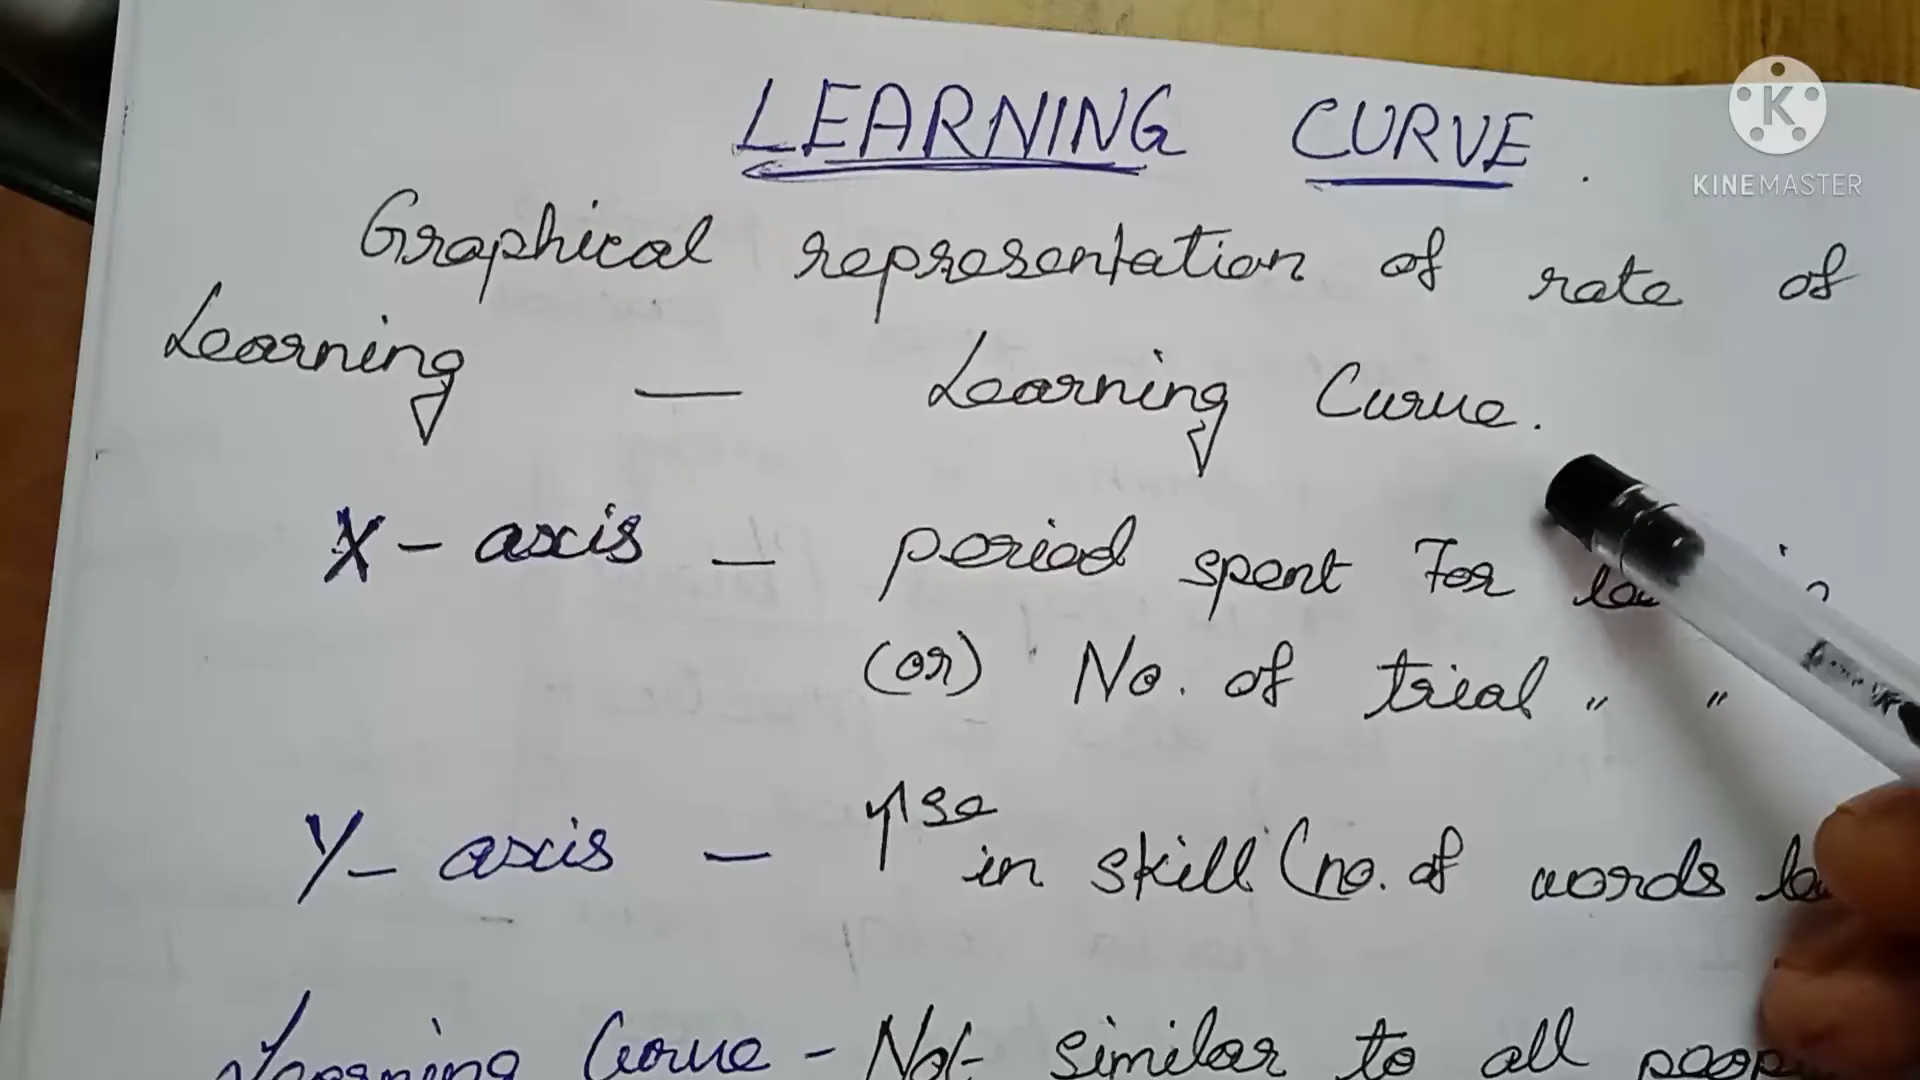 LEARNING CURVE.
K
KINEMASTER
Graphical representation of rate of
Learning — Learning Curve.
X - axis - period spent For
(or) No. of trial " "
Y - axis - ↑se in skill (no. of words
Learning Curve - Not similar to all